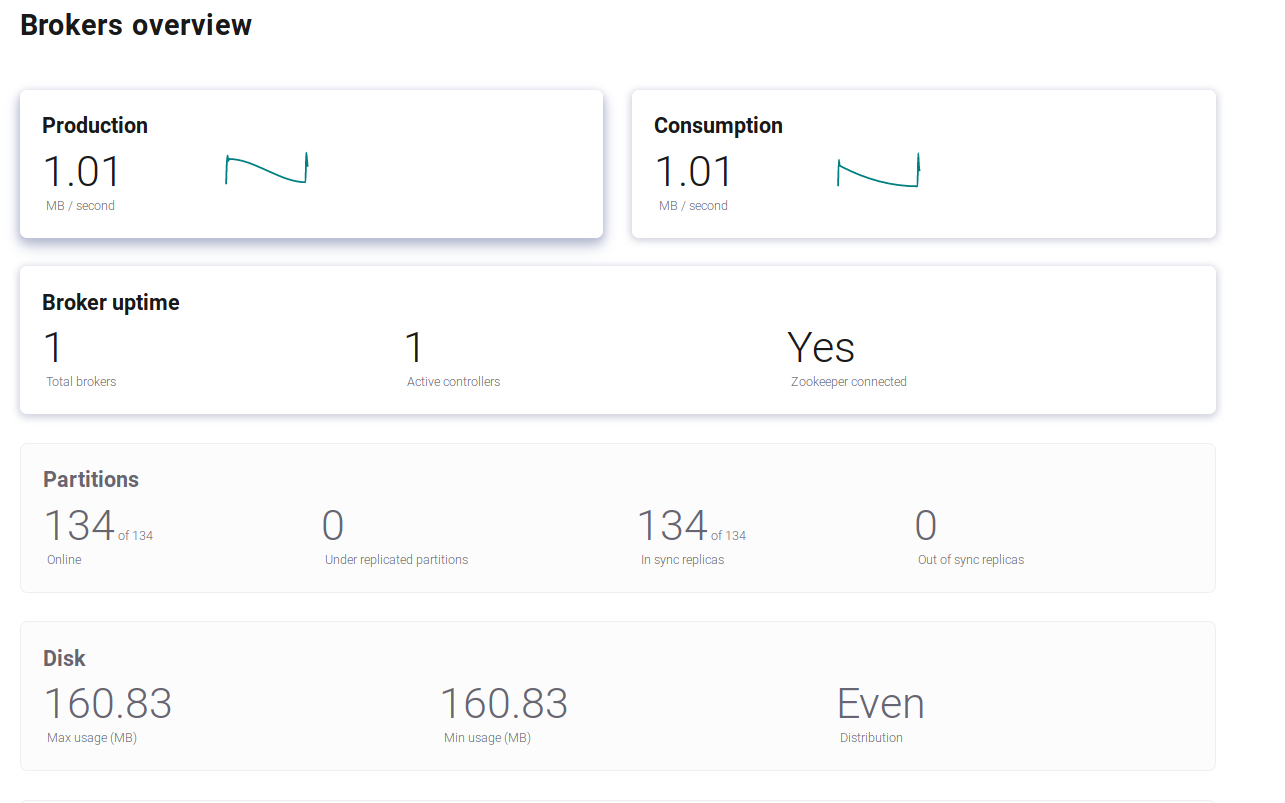 Brokers overview
Production
1.01
MB / second
Consumption
1.01
MB / second
Broker uptime
1
Total brokers
1
Active controllers
Yes
Zookeeper connected
Partitions
134 of 134
Online
0
Under replicated partitions
134 of 134
In sync replicas
0
Out of sync replicas
Disk
160.83
Max usage (MB)
160.83
Min usage (MB)
Even
Distribution